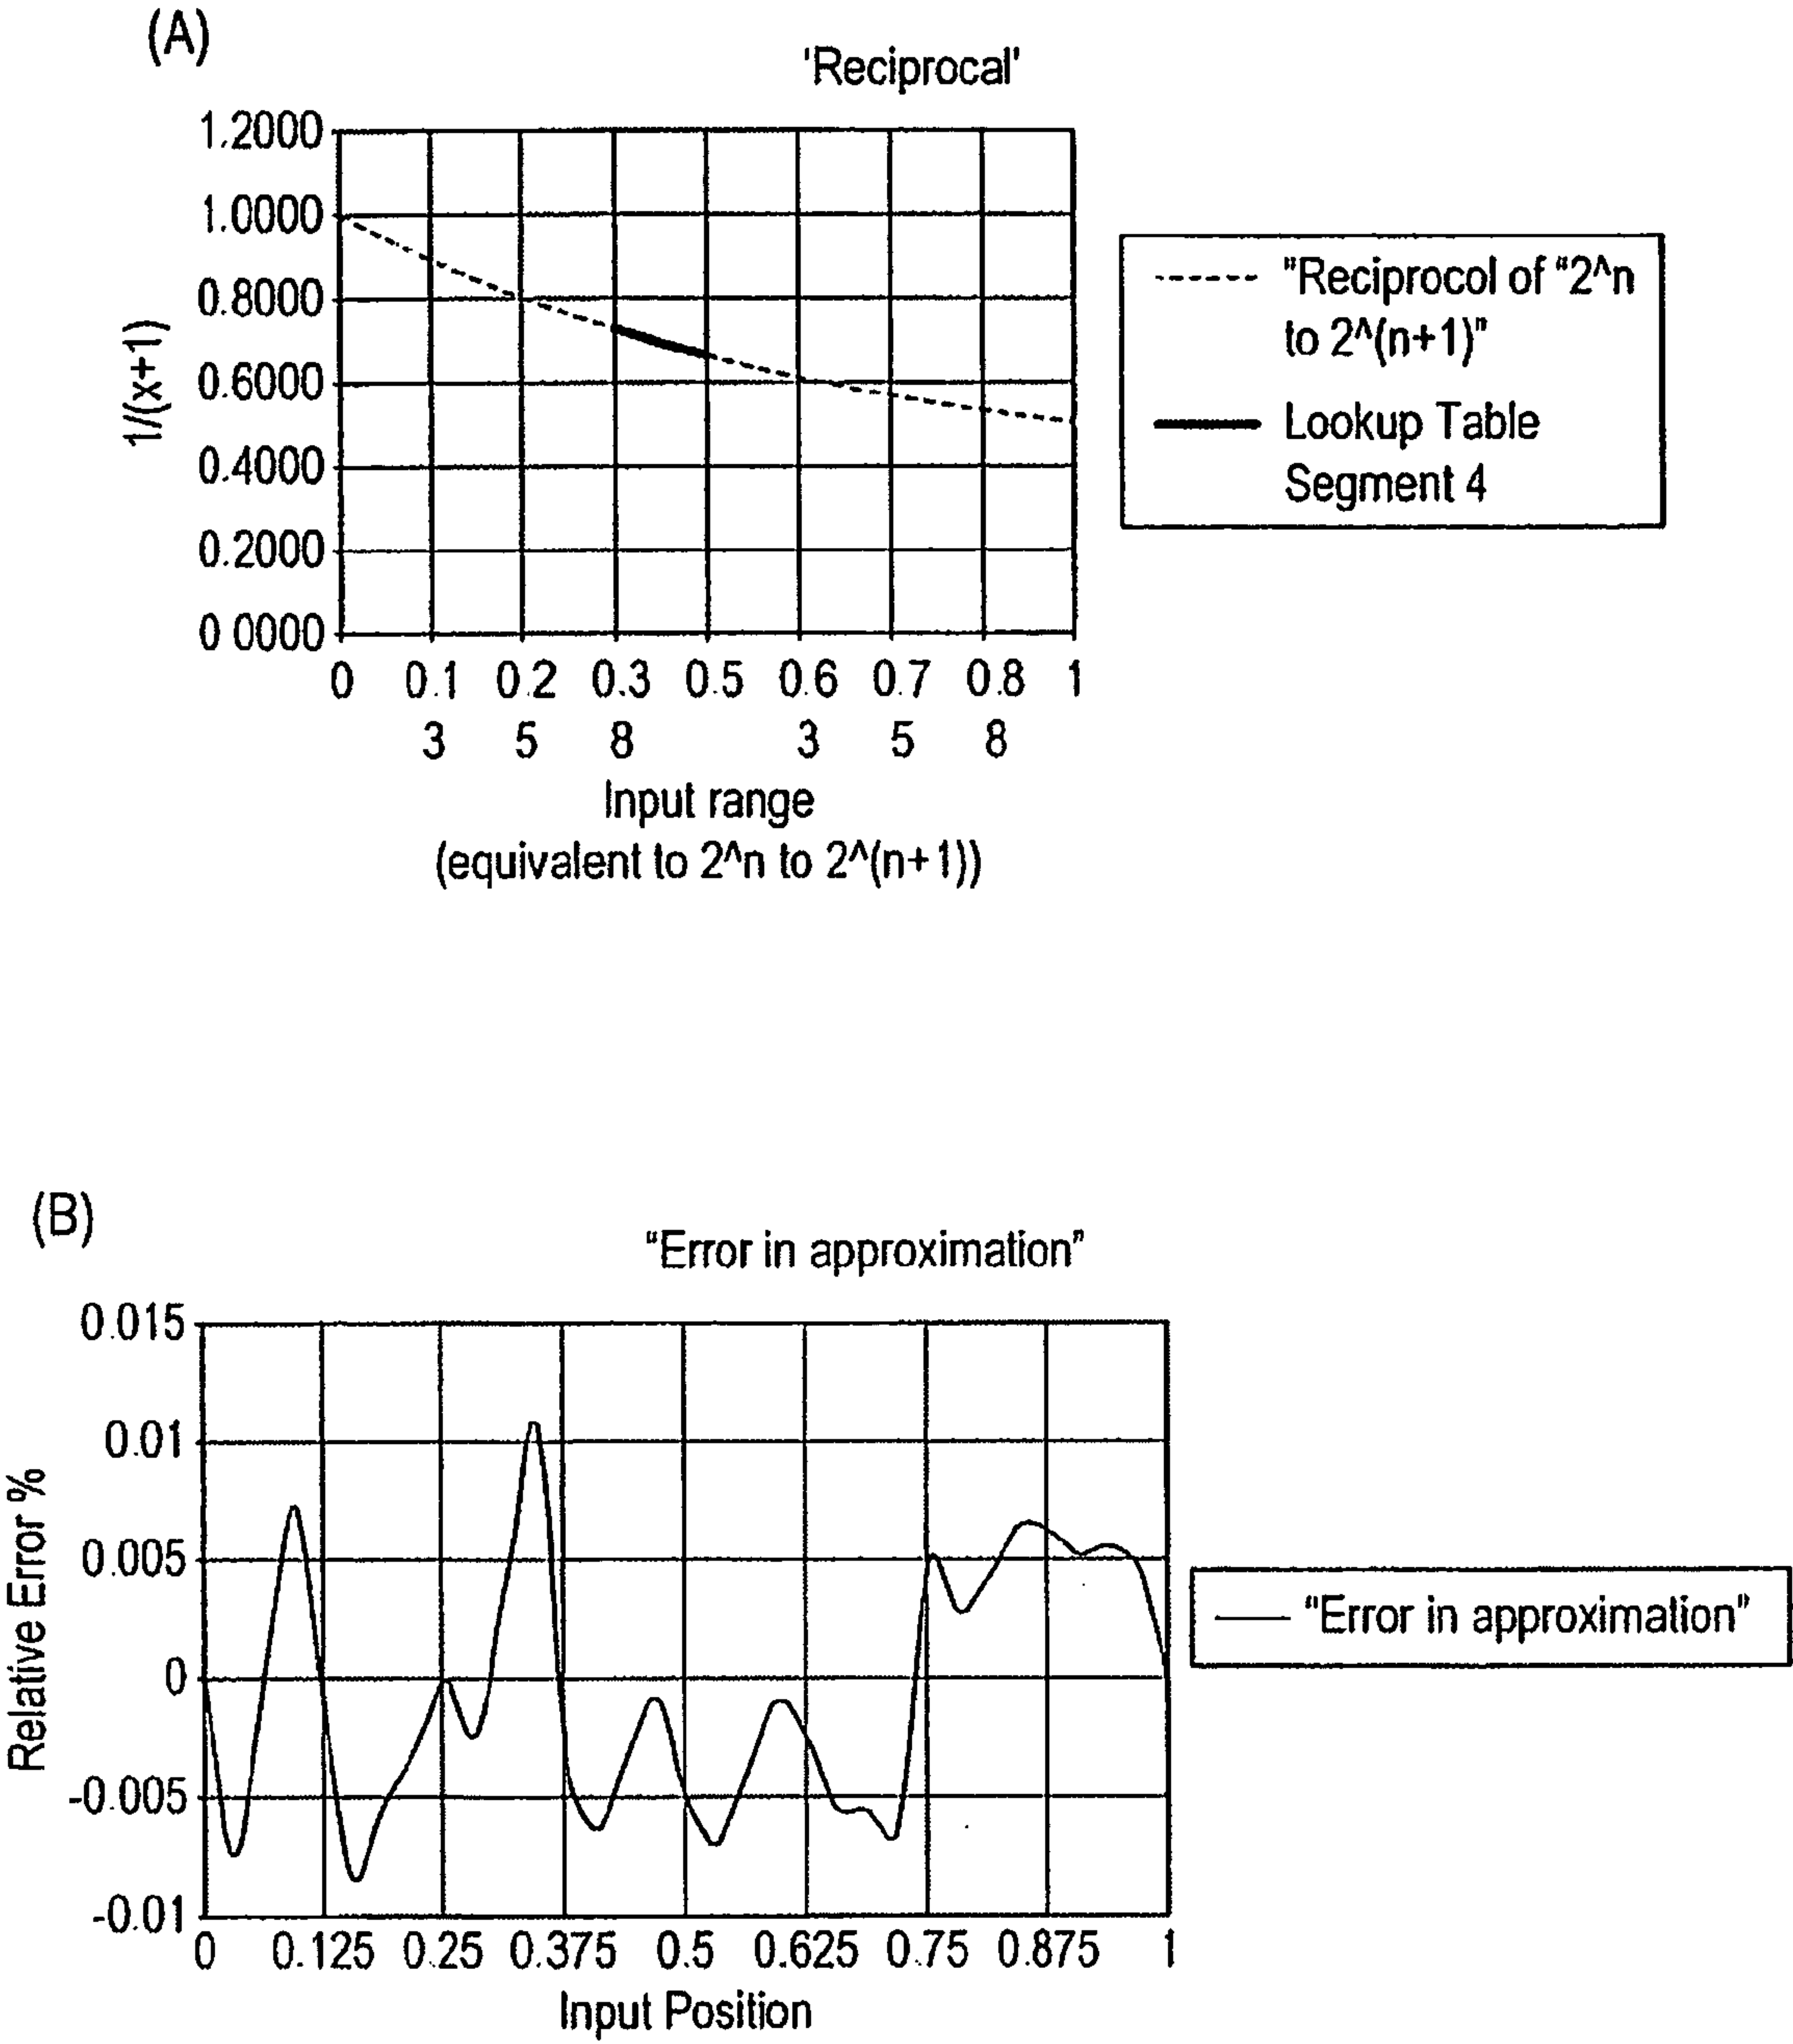 (A)
'Reciprocal'
1.2000
1.0000
0.8000
0.6000
0.4000
0.2000
0 0000
1/(x+1)
0 0.1 0.2 0.3 0.5 0.6 0.7 0.8 1
3 5 8 3 5 8
Input range
(equivalent to 2^n to 2^(n+1))
"Reciprocol of "2^n
to 2^(n+1)"
Lookup Table
Segment 4
(B)
"Error in approximation"
0.015
0.01
0.005
0
-0.005
-0.01
Relative Error %
0 0.125 0.25 0.375 0.5 0.625 0.75 0.875 1
Input Position
"Error in approximation"